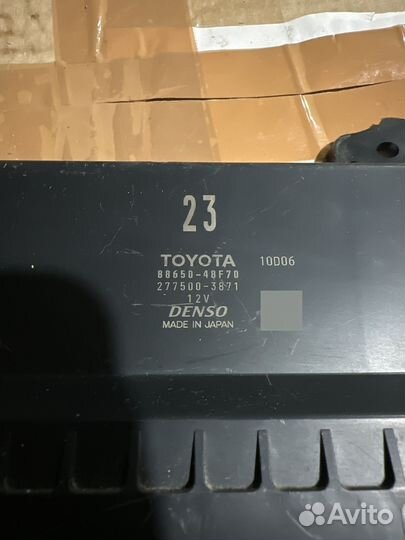 23
TOYOTA 10D06
88650-48F70
277500-3871
12V
DENSO
MADE IN JAPAN
Avito